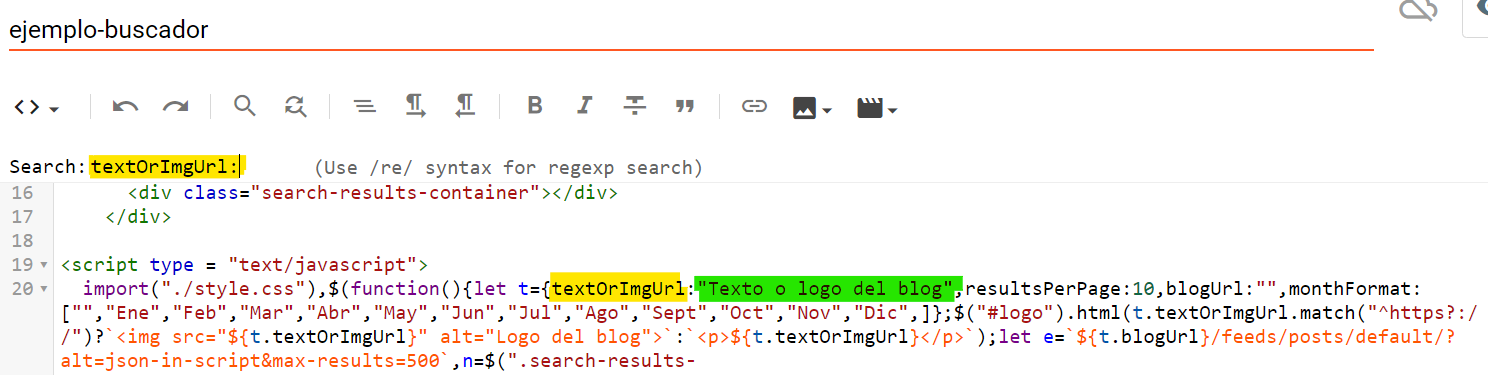 ejemplo-buscador
B I
Search: textOrImgUrl: (Use /re/ syntax for regexp search)
16 <div class="search-results-container"></div>
17 </div>
18
19 <script type = "text/javascript">
20 import("./style.css"),$(function(){let t={textOrImgUrl:"Texto o logo del blog",resultsPerPage:10,blogUrl:"",monthFormat:
["","Ene","Feb","Mar","Abr","May","Jun","Jul","Ago","Sept","Oct","Nov","Dic",]};$("#logo").html(t.textOrImgUrl.match("^https?:/
/")?`<img src="${t.textOrImgUrl}" alt="Logo del blog">`:`<p>${t.textOrImgUrl}</p>`);let e=`${t.blogUrl}/feeds/posts/default/?
alt=json-in-script&max-results=500`,n=$(".search-results-